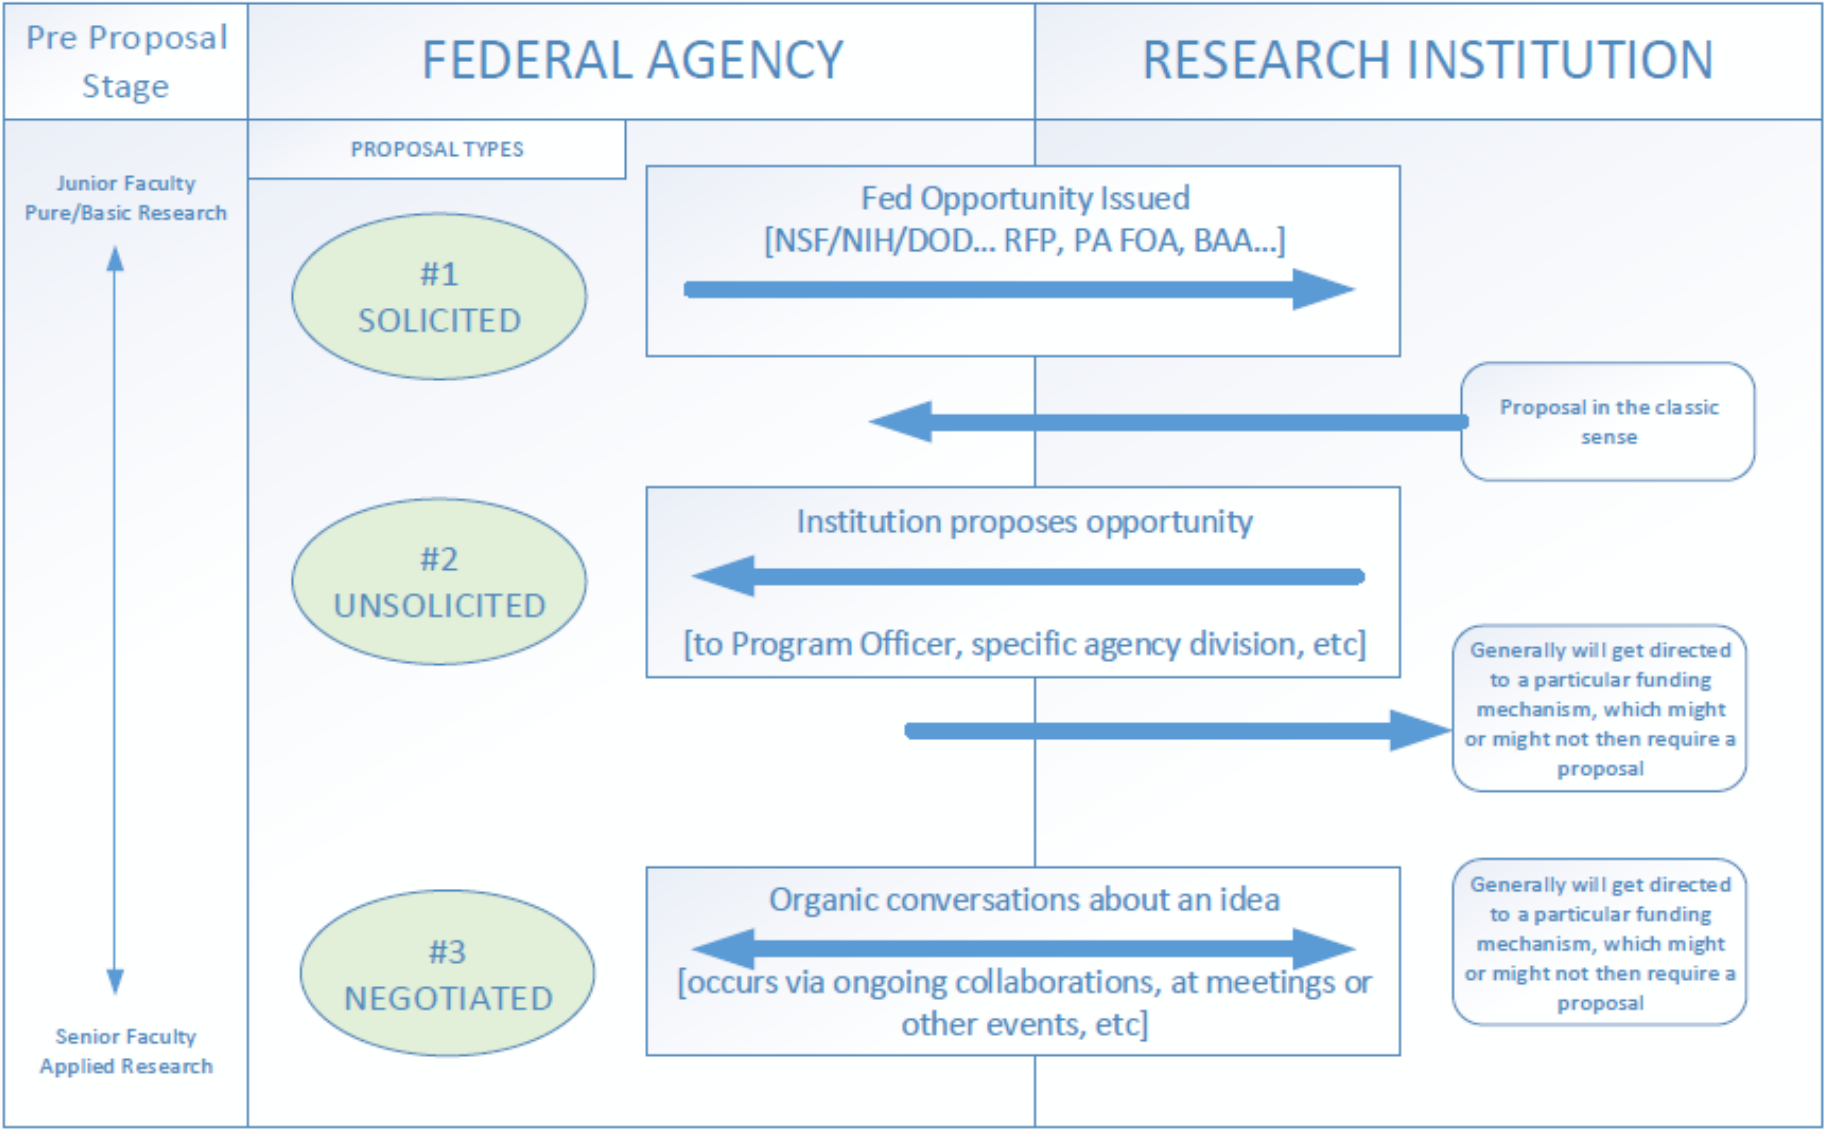 Pre Proposal
Stage
FEDERAL AGENCY
RESEARCH INSTITUTION
PROPOSAL TYPES
Junior Faculty
Pure/Basic Research
Senior Faculty
Applied Research
#1
SOLICITED
Fed Opportunity Issued
[NSF/NIH/DOD... RFP, PA FOA, BAA...]
Proposal in the classic
sense
#2
UNSOLICITED
Institution proposes opportunity
[to Program Officer, specific agency division, etc]
Generally will get directed
to a particular funding
mechanism, which might
or might not then require a
proposal
#3
NEGOTIATED
Organic conversations about an idea
[occurs via ongoing collaborations, at meetings or
other events, etc]
Generally will get directed
to a particular funding
mechanism, which might
or might not then require a
proposal